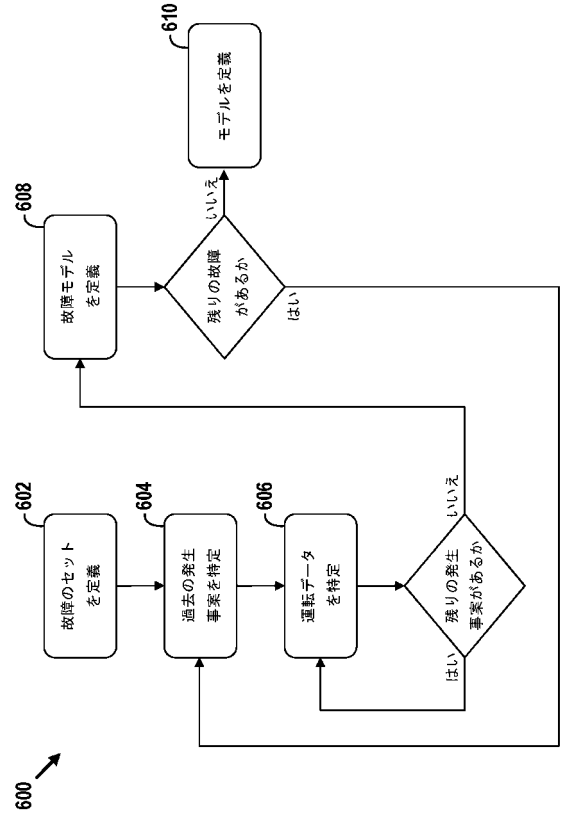 600
602
故障のセット
を定義
604
過去の発生
事案を特定
606
運転データ
を特定
残りの発生
事案があるか
はい
いいえ
608
故障モデル
を定義
残りの故障
があるか
はい
いいえ
610
モデルを定義